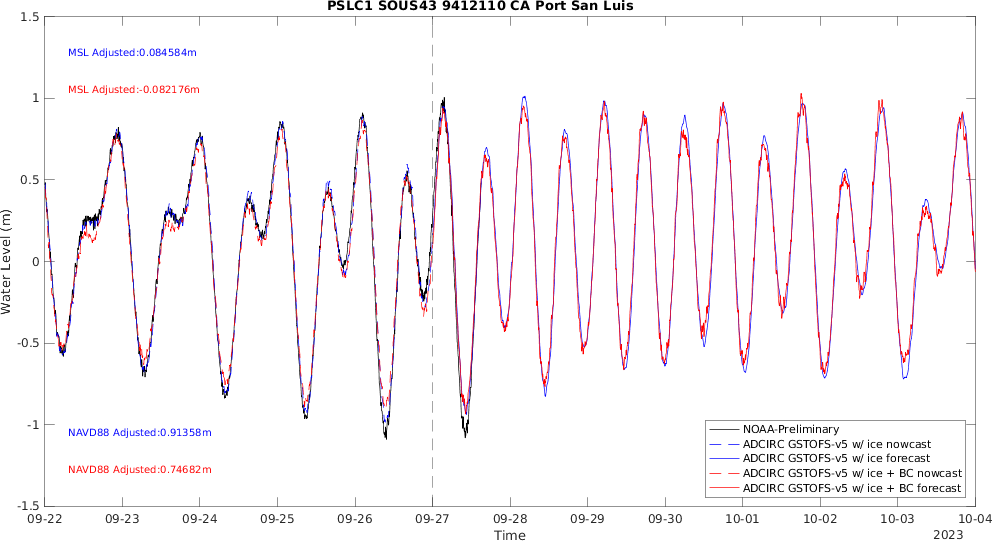 PSLC1 SOUS43 9412110 CA Port San Luis
1.5
MSL Adjusted:0.084584m
MSL Adjusted:-0.082176m
1
0.5
Water Level (m)
0
-0.5
-1
NAVD88 Adjusted:0.91358m
NAVD88 Adjusted:0.74682m
NOAA-Preliminary
ADCIRC GSTOFS-v5 w/ ice nowcast
ADCIRC GSTOFS-v5 w/ ice forecast
ADCIRC GSTOFS-v5 w/ ice + BC nowcast
ADCIRC GSTOFS-v5 w/ ice + BC forecast
-1.5
09-22 09-23 09-24 09-25 09-26 09-27 09-28 09-29 09-30 10-01 10-02 10-03 10-04
Time
2023